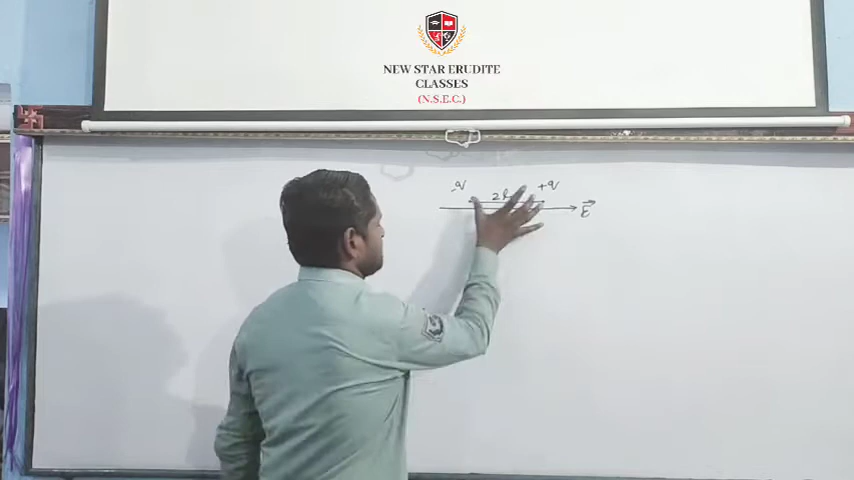 NEW STAR ERUDITE
CLASSES
(N.S.E.C.)
-q 2l +q
E⃗